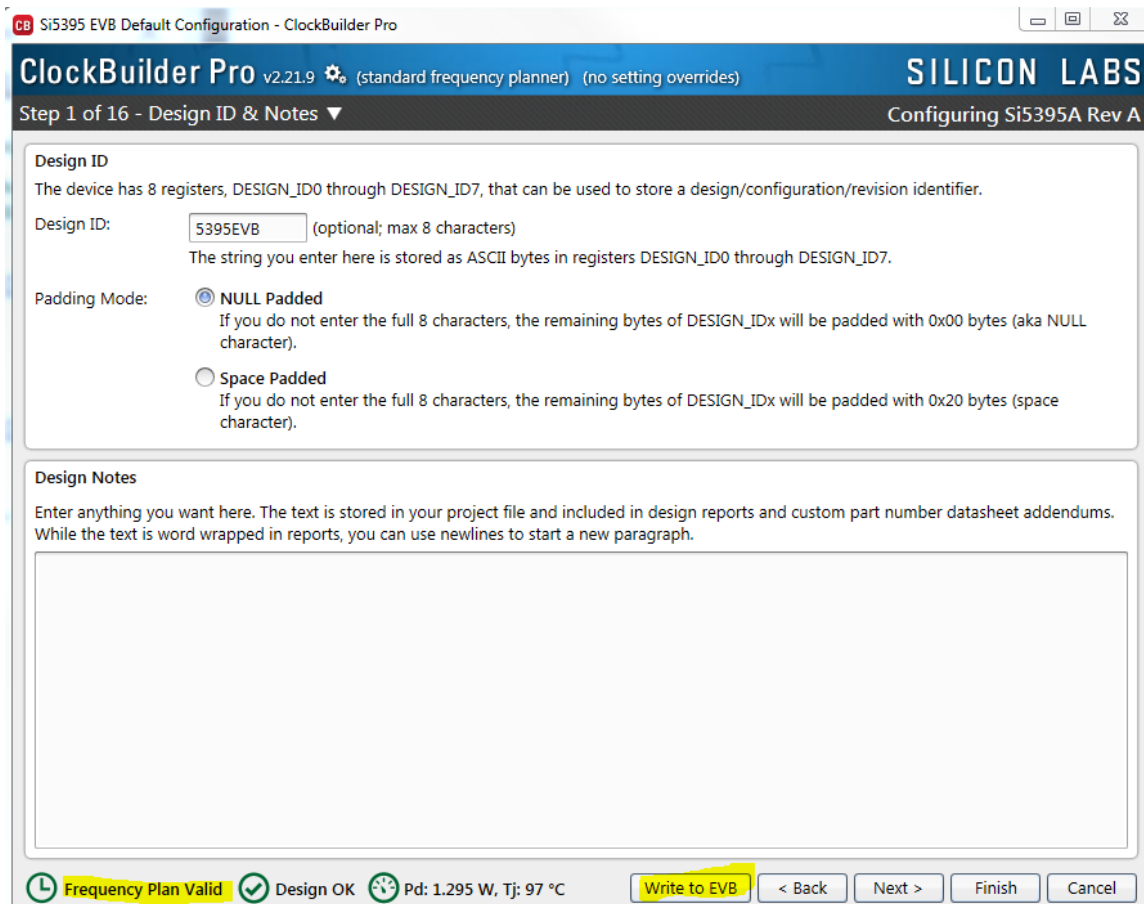 CB Si5395 EVB Default Configuration - ClockBuilder Pro
ClockBuilder Pro v2.21.9 (standard frequency planner) (no setting overrides) SILICON LABS
Step 1 of 16 - Design ID & Notes ▼ Configuring Si5395A Rev A
Design ID
The device has 8 registers, DESIGN_ID0 through DESIGN_ID7, that can be used to store a design/configuration/revision identifier.
Design ID: 5395EVB (optional; max 8 characters)
The string you enter here is stored as ASCII bytes in registers DESIGN_ID0 through DESIGN_ID7.
Padding Mode: NULL Padded
If you do not enter the full 8 characters, the remaining bytes of DESIGN_IDx will be padded with 0x00 bytes (aka NULL
character).
Space Padded
If you do not enter the full 8 characters, the remaining bytes of DESIGN_IDx will be padded with 0x20 bytes (space
character).
Design Notes
Enter anything you want here. The text is stored in your project file and included in design reports and custom part number datasheet addendums.
While the text is word wrapped in reports, you can use newlines to start a new paragraph.
Frequency Plan Valid Design OK Pd: 1.295 W, Tj: 97 °C Write to EVB < Back Next > Finish Cancel